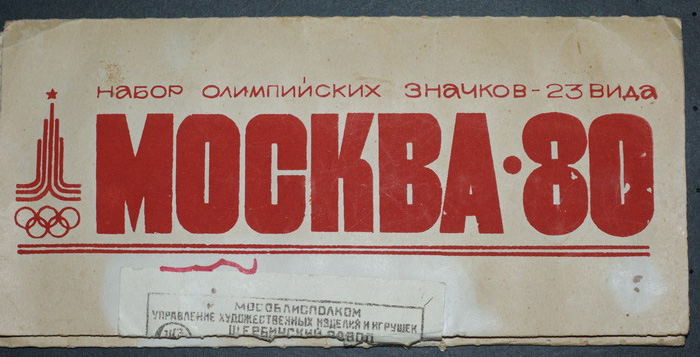 НАБОР ОЛИМПИЙСКИХ ЗНАЧКОВ-23 ВИДА
МОСКВА·80
МОСОБЛИСПОЛКОМ
УПРАВЛЕНИЕ ХУДОЖЕСТВЕННЫХ ИЗДЕЛИЙ И ИГРУШЕК
ЩЕРБИНСКИЙ ЗАВОД